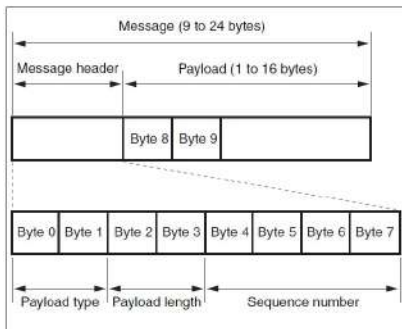 Message (9 to 24 bytes)
Message header
Payload (1 to 16 bytes)
Byte 8
Byte 9
Byte 0
Byte 1
Byte 2
Byte 3
Byte 4
Byte 5
Byte 6
Byte 7
Payload type
Payload length
Sequence number